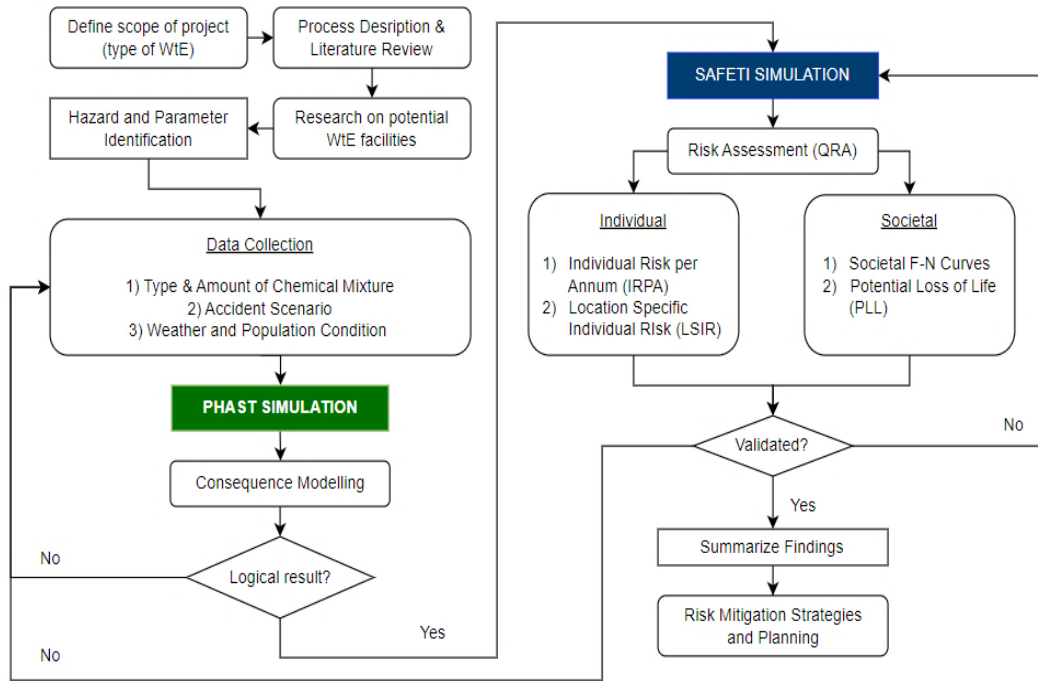 Define scope of project
(type of WtE)
Process Desription &
Literature Review
Hazard and Parameter
Identification
Research on potential
WtE facilities
Data Collection
1) Type & Amount of Chemical Mixture
2) Accident Scenario
3) Weather and Population Condition
PHAST SIMULATION
Consequence Modelling
Logical result?
No
Yes
No
SAFETI SIMULATION
Risk Assessment (QRA)
Individual
1) Individual Risk per
Annum (IRPA)
2) Location Specific
Individual RIsk (LSIR)
Societal
1) Societal F-N Curves
2) Potential Loss of Life
(PLL)
Validated?
No
Yes
Summarize Findings
Risk Mitigation Strategies
and Planning